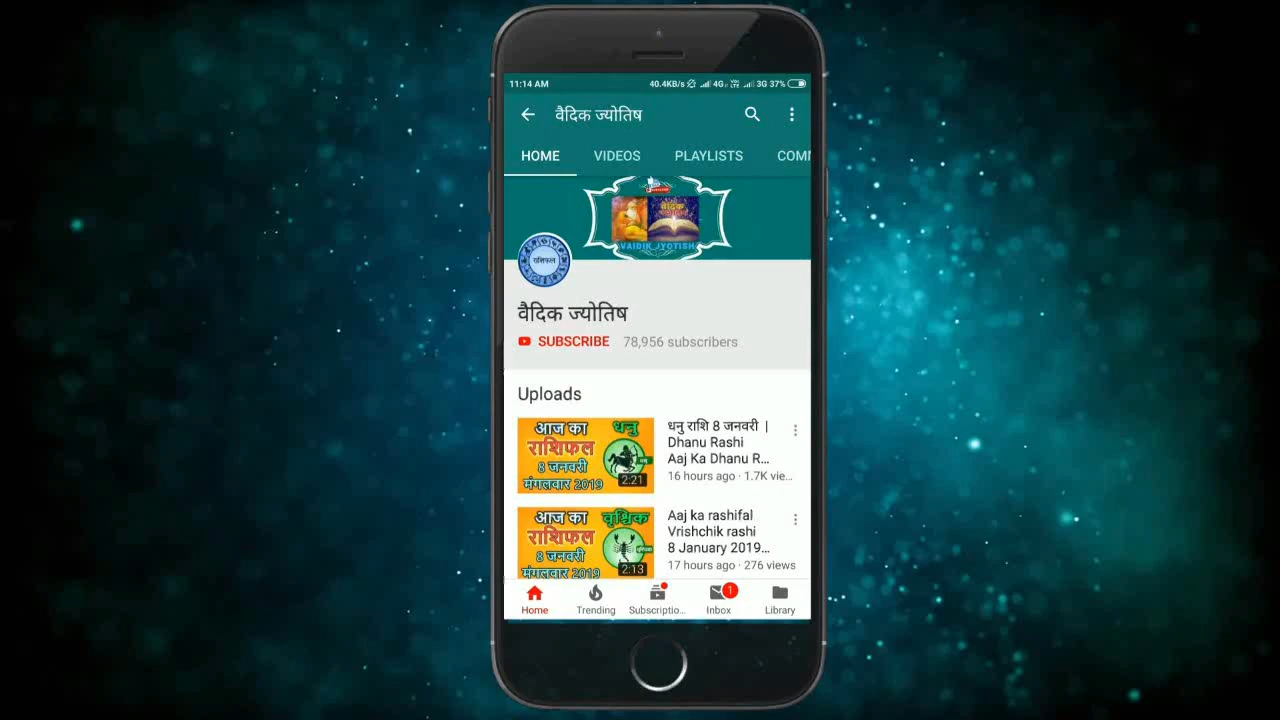 11:14 AM 40.4KB/s 4G VoLTE 3G 37%
वैदिक ज्योतिष
HOME VIDEOS PLAYLISTS COMM
वैदिक
VAIDIK JYOTISH
राशिफल
वैदिक ज्योतिष
SUBSCRIBE 78,956 subscribers
Uploads
आज का धनु
राशिफल
8 जनवरी
मंगलवार 2019
2:21
धनु राशि 8 जनवरी |
Dhanu Rashi
Aaj Ka Dhanu R...
16 hours ago · 1.7K vie...
आज का वृश्चिक
राशिफल
8 जनवरी
मंगलवार 2019
2:13
Aaj ka rashifal
Vrishchik rashi
8 January 2019...
17 hours ago · 276 views
1
Home Trending Subscriptio... Inbox Library